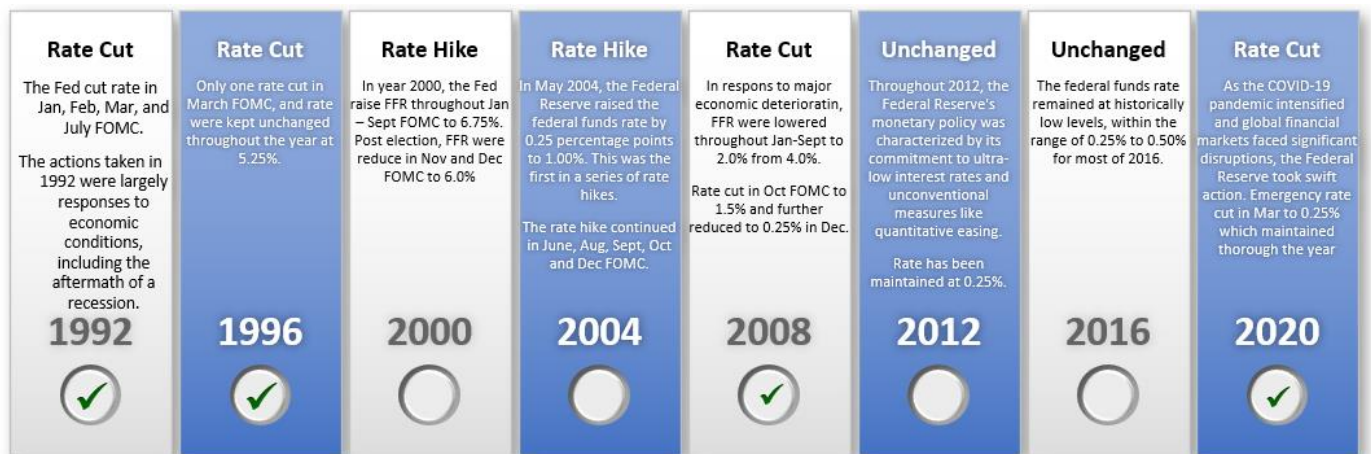 Rate Cut
The Fed cut rate in
Jan, Feb, Mar, and
July FOMC.
The actions taken in
1992 were largely
responses to
economic
conditions,
including the
aftermath of a
recession.
1992
Rate Cut
Only one rate cut in
March FOMC, and rate
were kept unchanged
throughout the year at
5.25%.
1996
Rate Hike
In year 2000, the Fed
raise FFR throughout Jan
– Sept FOMC to 6.75%.
Post election, FFR were
reduce in Nov and Dec
FOMC to 6.0%
2000
Rate Hike
In May 2004, the Federal
Reserve raised the
federal funds rate by
0.25 percentage points
to 1.00%. This was the
first in a series of rate
hikes.
The rate hike continued
in June, Aug, Sept, Oct
and Dec FOMC.
2004
Rate Cut
In respons to major
economic deterioratin,
FFR were lowered
throughout Jan-Sept to
2.0% from 4.0%.
Rate cut in Oct FOMC to
1.5% and further
reduced to 0.25% in Dec.
2008
Unchanged
Throughout 2012, the
Federal Reserve's
monetary policy was
characterized by its
commitment to ultra-
low interest rates and
unconventional
measures like
quantitative easing.
Rate has been
maintained at 0.25%.
2012
Unchanged
The federal funds rate
remained at historically
low levels, within the
range of 0.25% to 0.50%
for most of 2016.
2016
Rate Cut
As the COVID-19
pandemic intensified
and global financial
markets faced significant
disruptions, the Federal
Reserve took swift
action. Emergency rate
cut in Mar to 0.25%
which maintained
thorough the year
2020